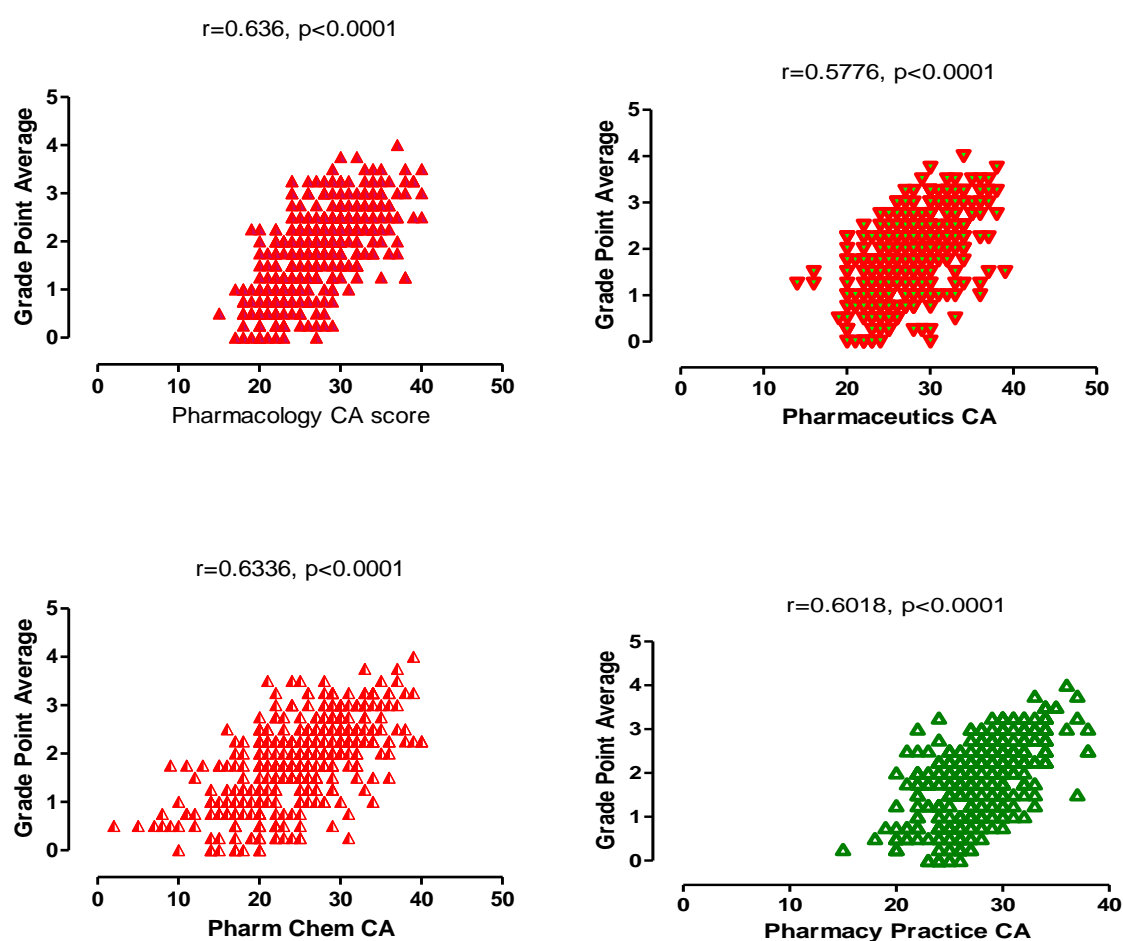 r=0.636, p<0.0001
Grade Point Average
5
4
3
2
1
0
0 10 20 30 40 50
Pharmacology CA score
r=0.5776, p<0.0001
Grade Point Average
5
4
3
2
1
0
0 10 20 30 40 50
Pharmaceutics CA
r=0.6336, p<0.0001
Grade Point Average
5
4
3
2
1
0
0 10 20 30 40 50
Pharm Chem CA
r=0.6018, p<0.0001
Grade Point Average
5
4
3
2
1
0
0 10 20 30 40
Pharmacy Practice CA